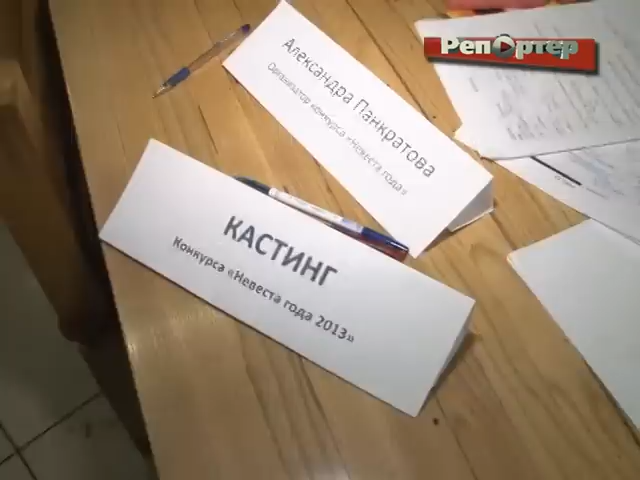 РепОртер
Александра Панкратова
Организатор конкурса «Невеста года»
КАСТИНГ
Конкурса «Невеста года 2013»